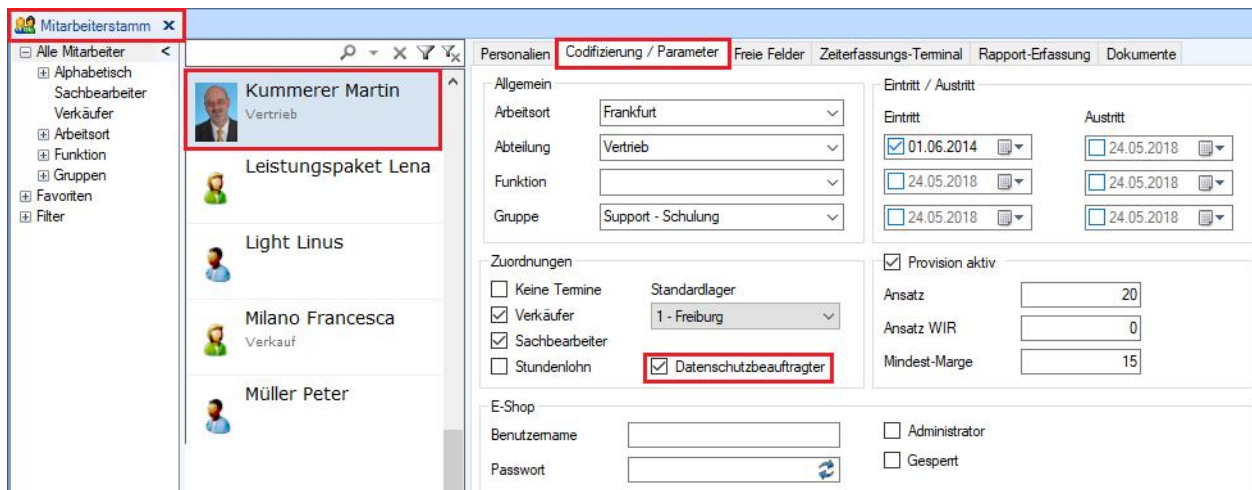 Mitarbeiterstamm
Alle Mitarbeiter <
Alphabetisch
Sachbearbeiter
Verkäufer
Arbeitsort
Funktion
Gruppen
Favoriten
Filter
Kummerer Martin
Vertrieb
Leistungspaket Lena
Light Linus
Milano Francesca
Verkauf
Müller Peter
Personalien Codifizierung / Parameter Freie Felder Zeiterfassungs-Terminal Rapport-Erfassung Dokumente
Allgemein
Arbeitsort Frankfurt
Abteilung Vertrieb
Funktion
Gruppe Support - Schulung
Eintritt / Austritt
Eintritt Austritt
01.06.2014 24.05.2018
24.05.2018 24.05.2018
24.05.2018 24.05.2018
Zuordnungen
Keine Termine Standardlager
Verkäufer 1 - Freiburg
Sachbearbeiter
Stundenlohn Datenschutzbeauftragter
Provision aktiv
Ansatz 20
Ansatz WIR 0
Mindest-Marge 15
E-Shop
Benutzername Administrator
Passwort Gesperrt